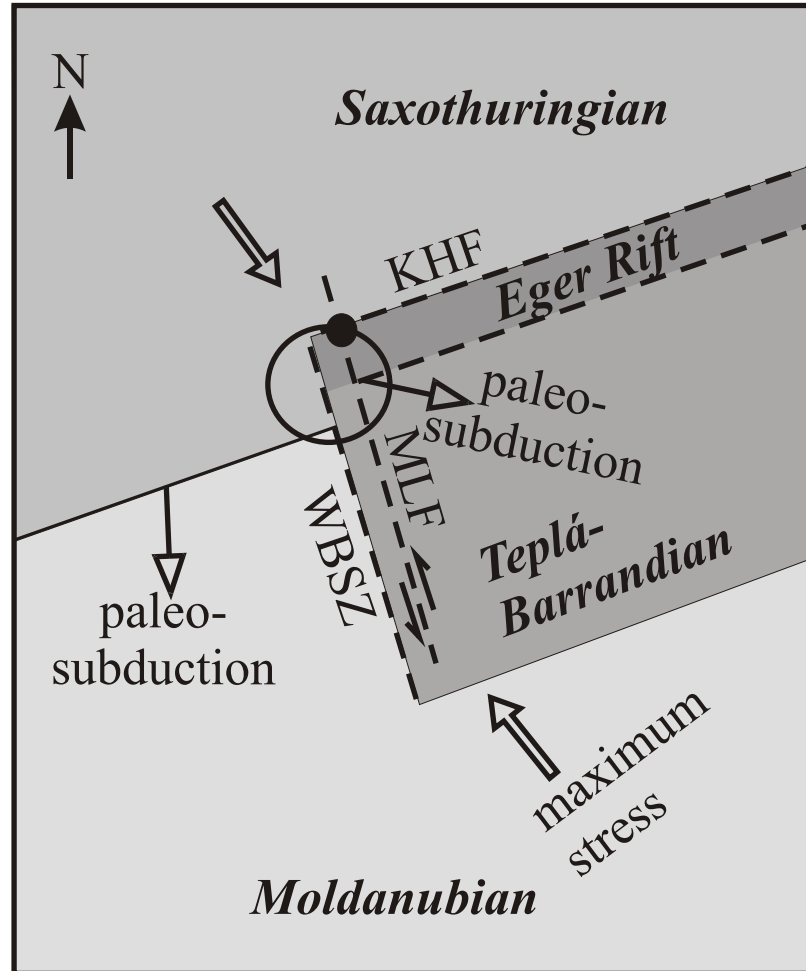 N
Saxothuringian
KHF
Eger Rift
paleo-
subduction
MLF
WBSZ
Teplá-
Barrandian
paleo-
subduction
maximum
stress
Moldanubian